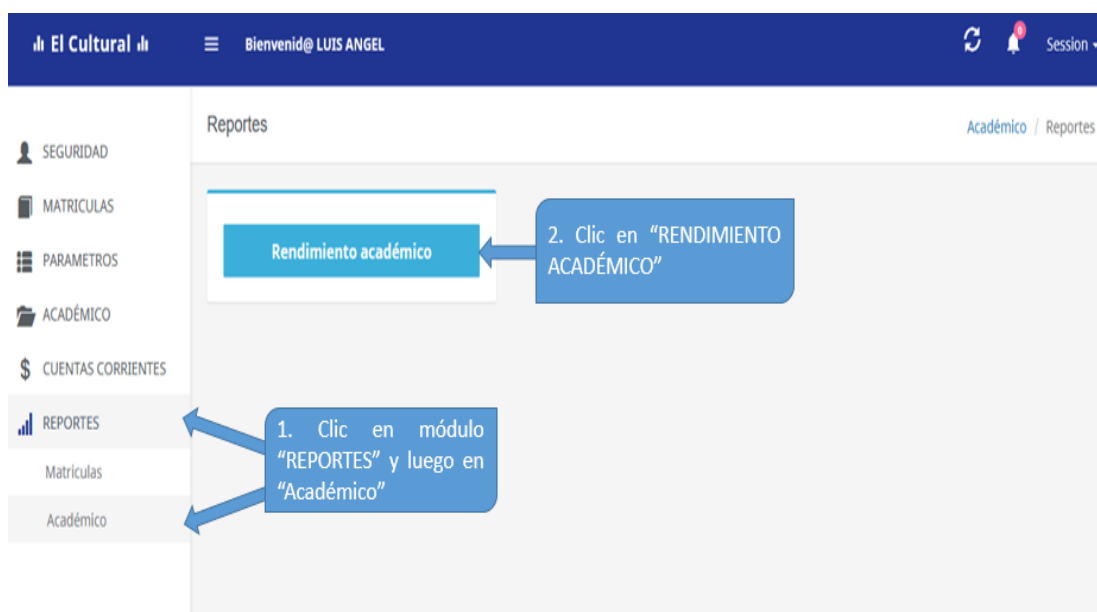 El Cultural
Bienvenid@ LUIS ANGEL
0
Session
Reportes
Académico / Reportes
SEGURIDAD
MATRICULAS
PARAMETROS
ACADÉMICO
$ CUENTAS CORRIENTES
REPORTES
Matriculas
Académico
Rendimiento académico
2. Clic en “RENDIMIENTO
ACADÉMICO”
1. Clic en módulo
“REPORTES” y luego en
“Académico”